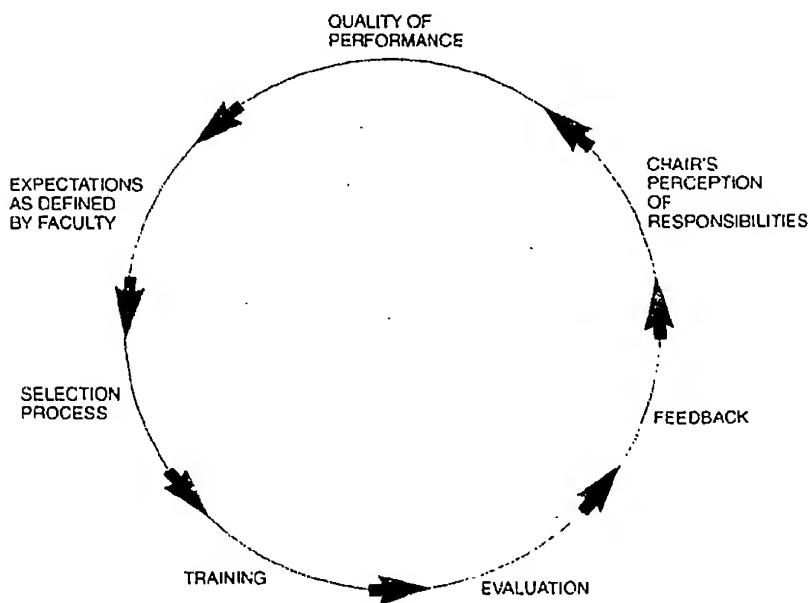 QUALITY OF
PERFORMANCE
EXPECTATIONS
AS DEFINED
BY FACULTY
CHAIR'S
PERCEPTION
OF
RESPONSIBILITIES
SELECTION
PROCESS
FEEDBACK
TRAINING
EVALUATION